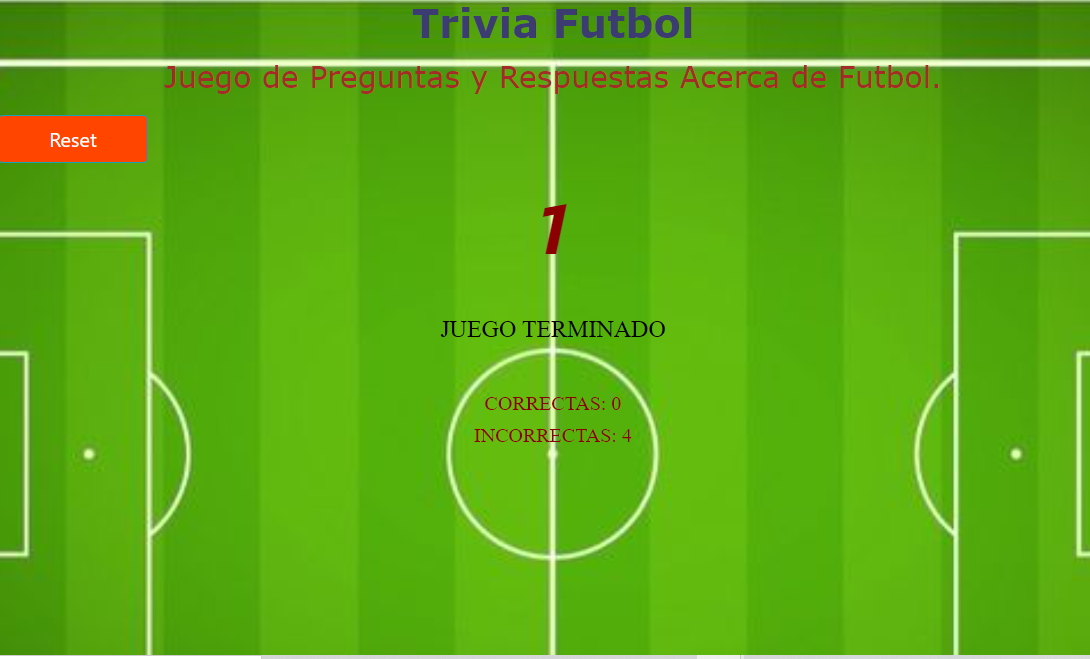 Trivia Futbol
Juego de Preguntas y Respuestas Acerca de Futbol.
Reset
1
JUEGO TERMINADO
CORRECTAS: 0
INCORRECTAS: 4